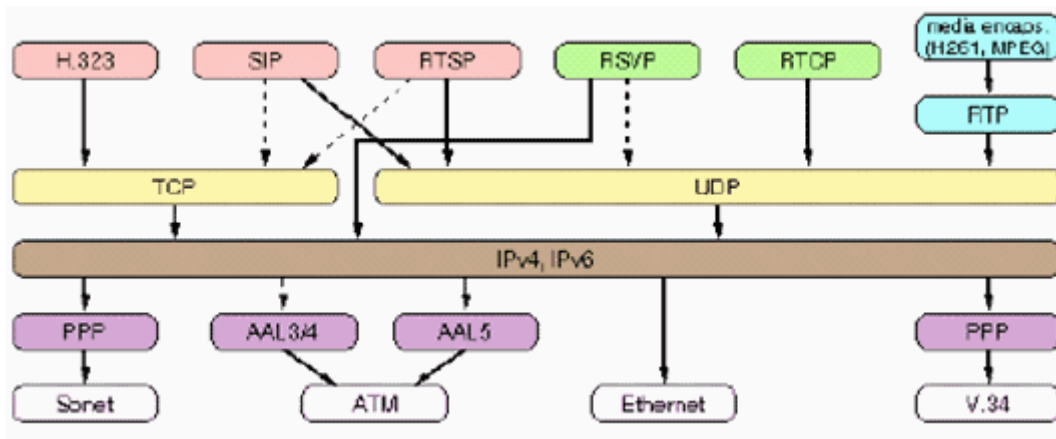 media encaps.
(H261, MPEG)
H.323
SIP
RTSP
RSVP
RTCP
RTP
TCP
UDP
IPv4, IPv6
PPP
AAL3/4
AAL5
PPP
Sonet
ATM
Ethernet
V.34